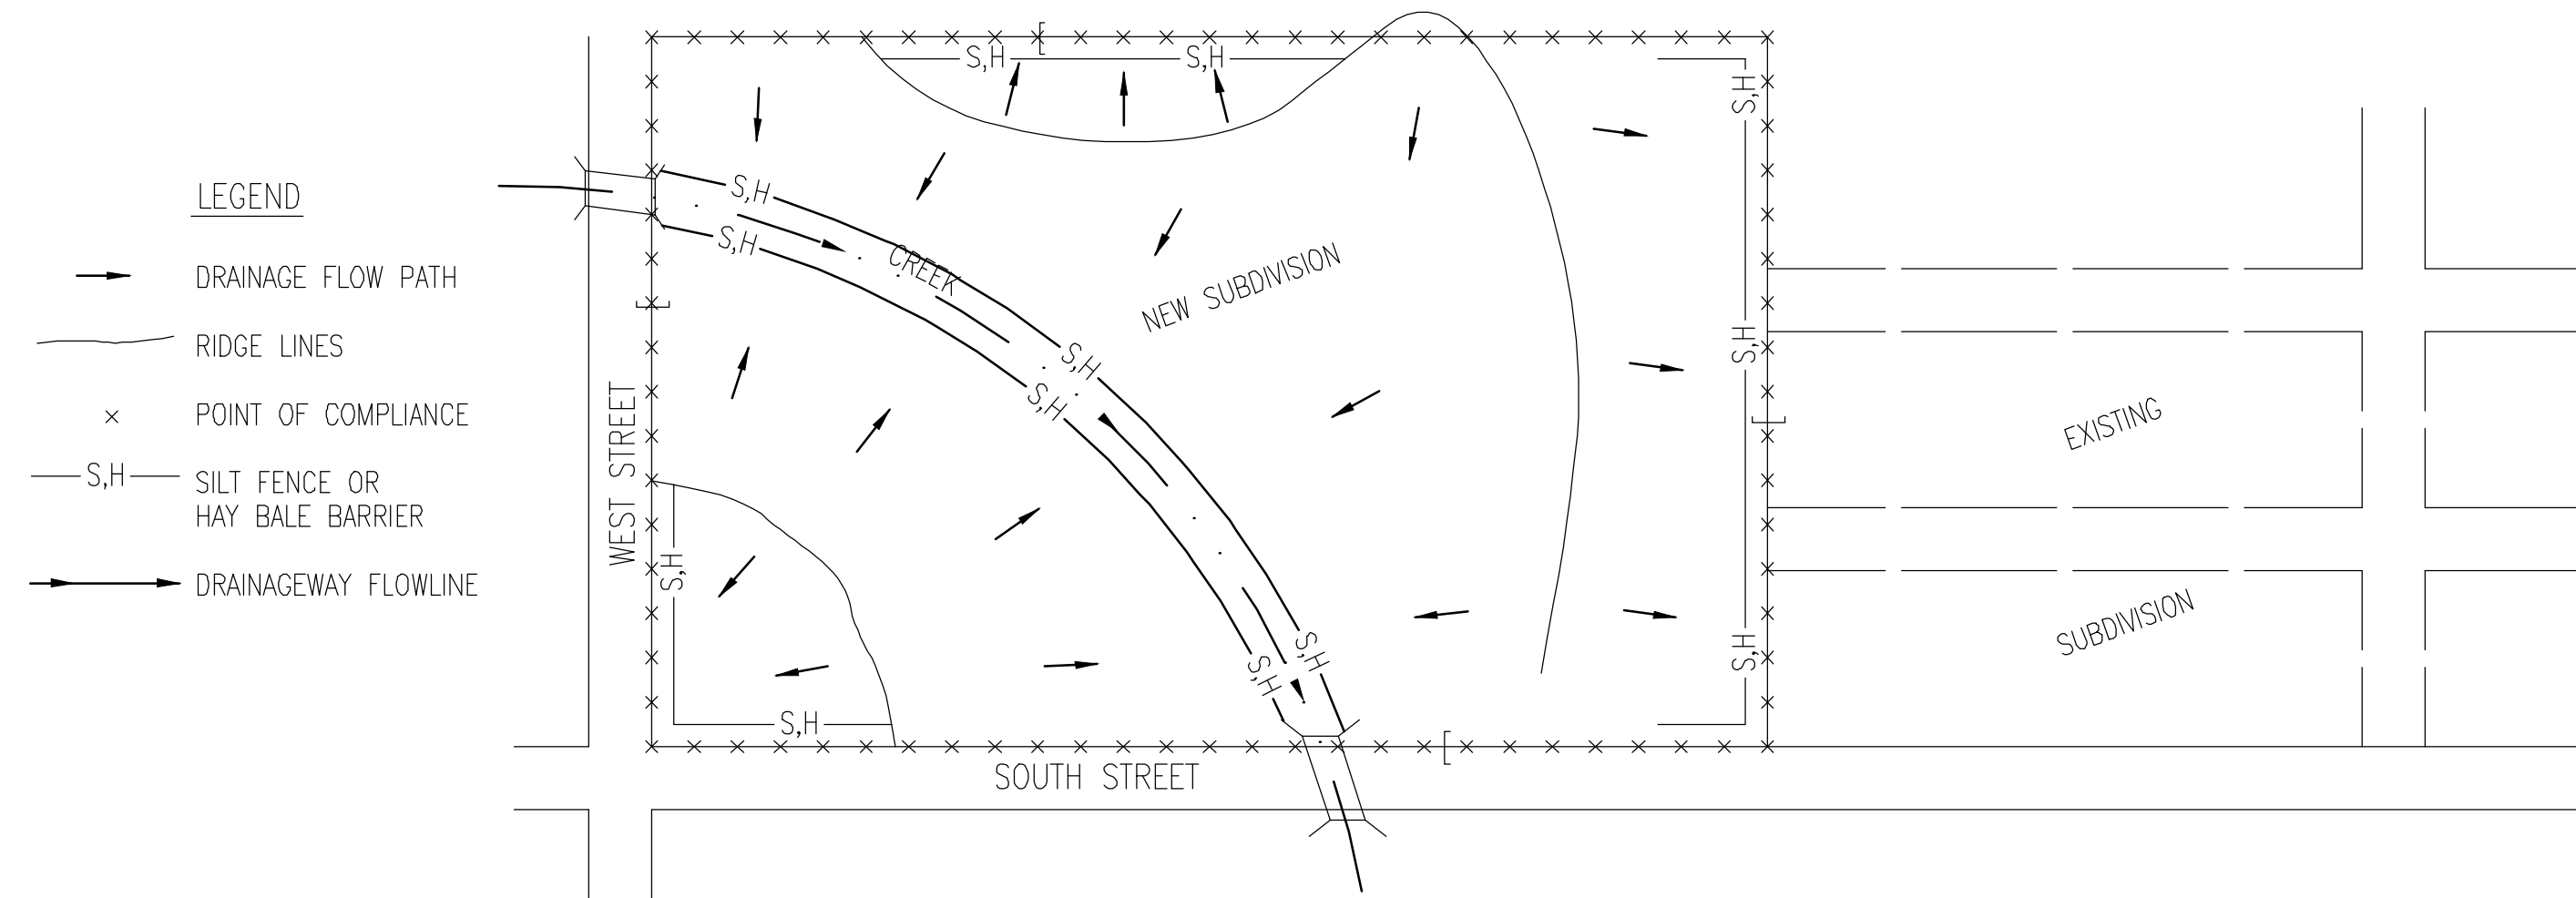 LEGEND
DRAINAGE FLOW PATH
RIDGE LINES
POINT OF COMPLIANCE
S,H
SILT FENCE OR
HAY BALE BARRIER
DRAINAGEWAY FLOWLINE
S,H
S,H
S,H
S,H
S,H
CREEK
NEW SUBDIVISION
S,H
S,H
S,H
WEST STREET
EXISTING
S,H
S,H
S,H
S,H
SUBDIVISION
S,H
SOUTH STREET